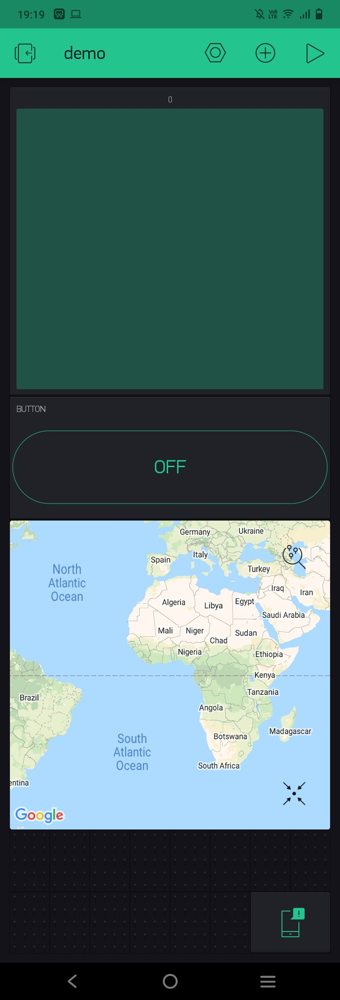 19:19
Vo)
LTE
demo
0
BUTTON
OFF
Germany
Ukraine
Italy
Spain
Turkey
North
Atlantic
Ocean
Iraq
Iran
Algeria
Libya
Egypt
Saudi Arabia
Mali
Niger
Chad
Sudan
Nigeria
Ethiopia
Kenya
Brazil
Tanzania
Angola
Madagascar
Botswana
South
Atlantic
Ocean
South Africa
entina
Google
!